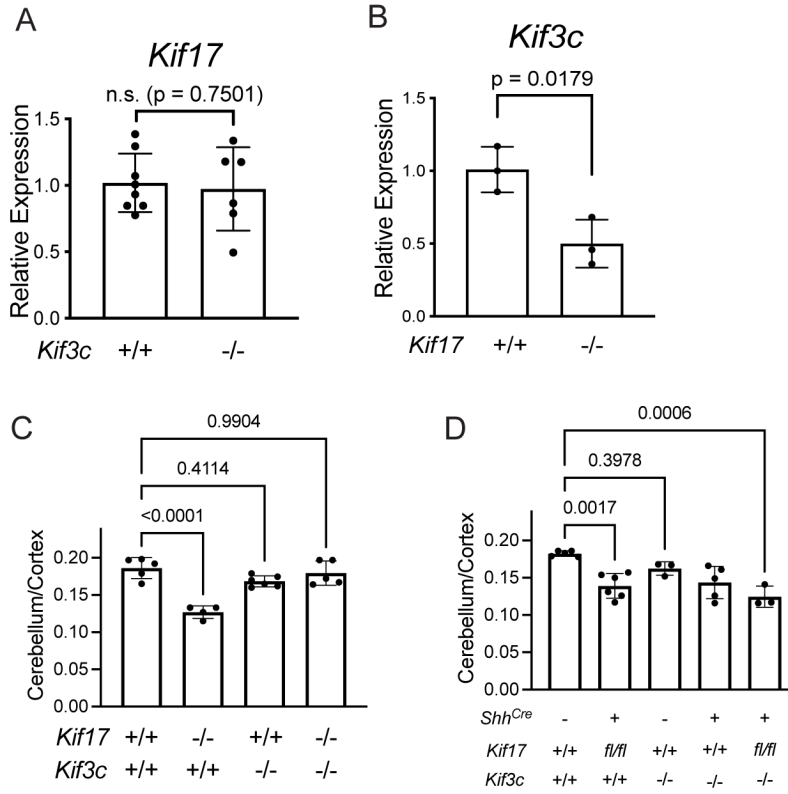 A
Kif17
n.s. (p = 0.7501)
Relative Expression
1.5
1.0
0.5
0.0
Kif3c +/+ -/-
B
Kif3c
p = 0.0179
Relative Expression
1.5
1.0
0.5
0.0
Kif17 +/+ -/-
C
0.9904
0.4114
<0.0001
Cerebellum/Cortex
0.20
0.15
0.10
0.05
0.00
Kif17 +/+ -/- +/+ -/-
Kif3c +/+ +/+ -/- -/-
D
0.0006
0.3978
0.0017
Cerebellum/Cortex
0.20
0.15
0.10
0.05
0.00
Shh^Cre - + - + +
Kif17 +/+ fl/fl +/+ +/+ fl/fl
Kif3c +/+ +/+ -/- -/- -/-